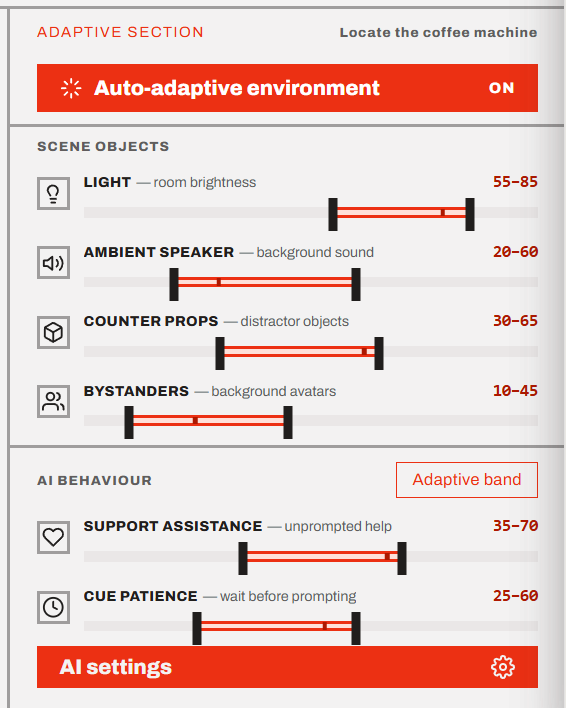 ADAPTIVE SECTION Locate the coffee machine
Auto-adaptive environment ON
SCENE OBJECTS
LIGHT — room brightness 55–85
AMBIENT SPEAKER — background sound 20–60
COUNTER PROPS — distractor objects 30–65
BYSTANDERS — background avatars 10–45
AI BEHAVIOUR Adaptive band
SUPPORT ASSISTANCE — unprompted help 35–70
CUE PATIENCE — wait before prompting 25–60
AI settings